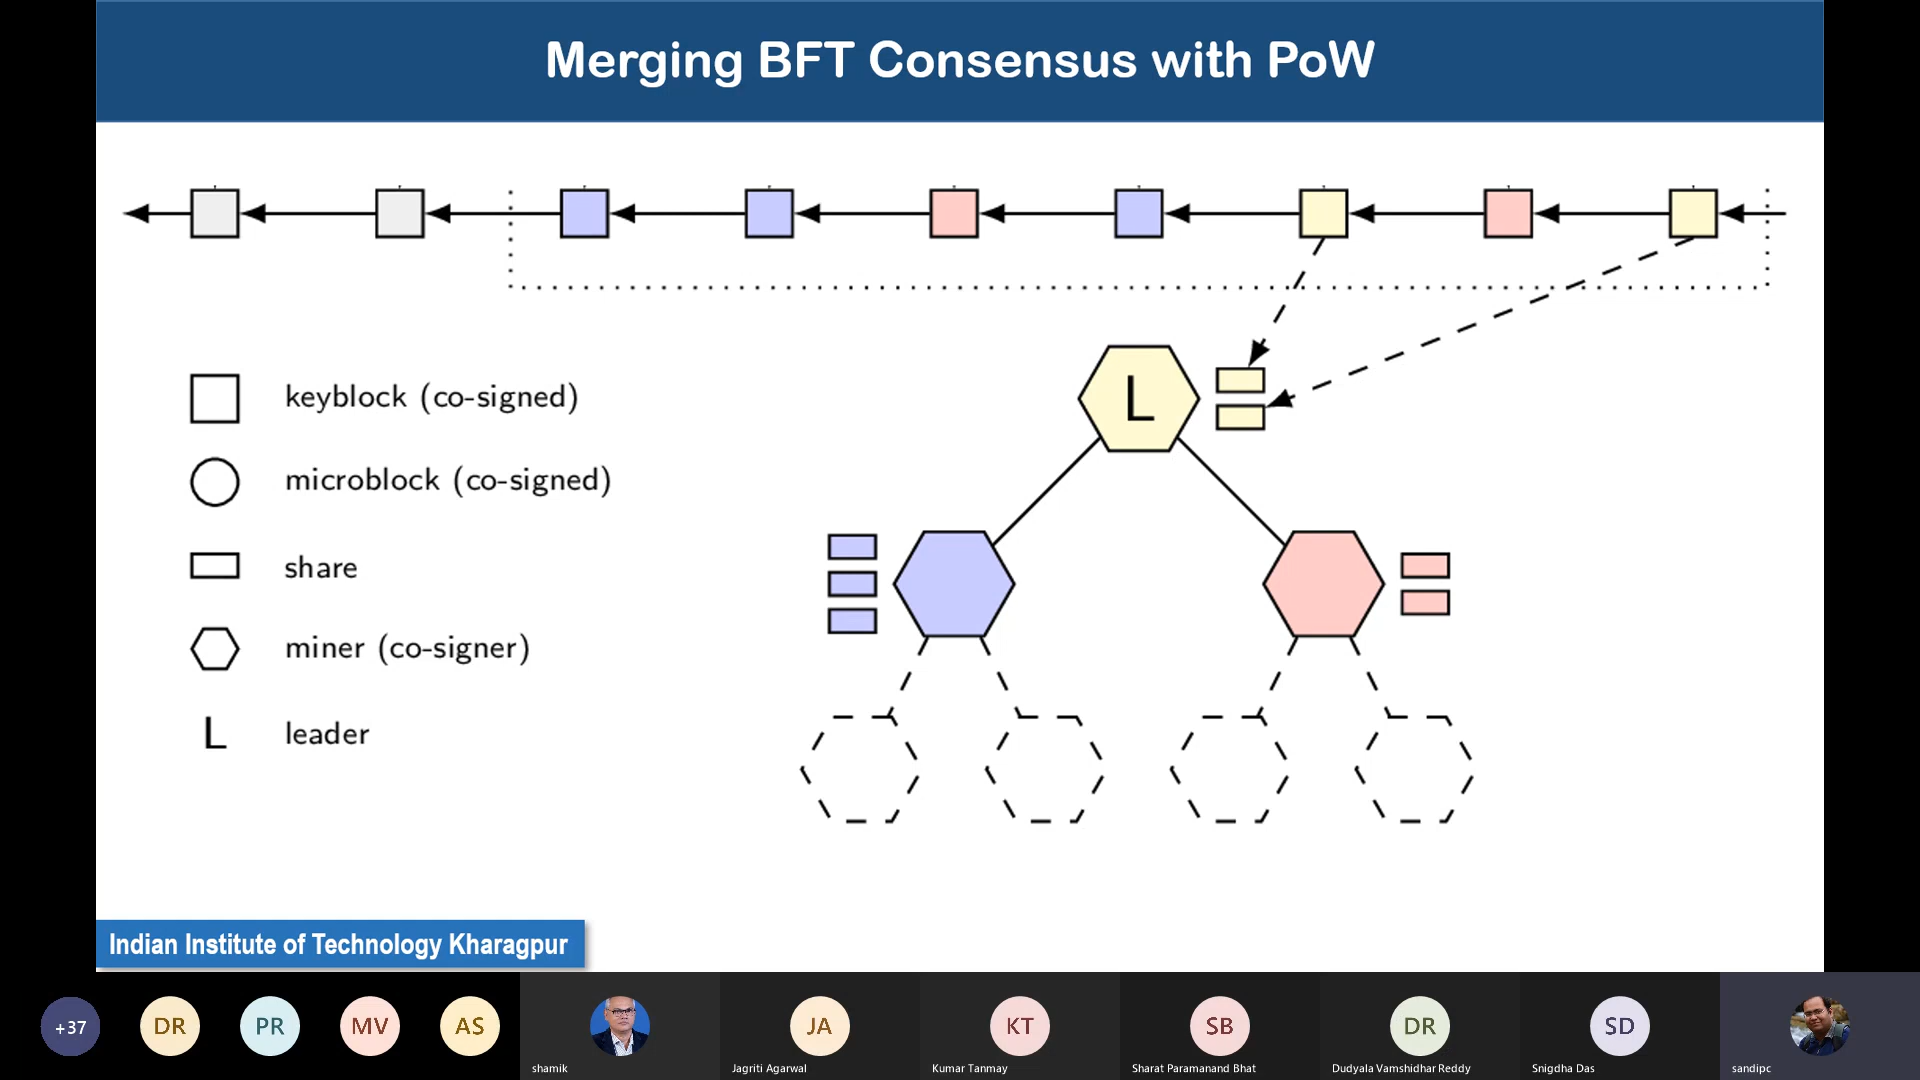 Merging BFT Consensus with PoW
keyblock (co-signed)
microblock (co-signed)
share
miner (co-signer)
L leader
L
Indian Institute of Technology Kharagpur
+37
DR
PR
MV
AS
shamik
JA
Jagriti Agarwal
KT
Kumar Tanmay
SB
Sharat Paramanand Bhat
DR
Dudyala Vamshidhar Reddy
SD
Snigdha Das
sandipc